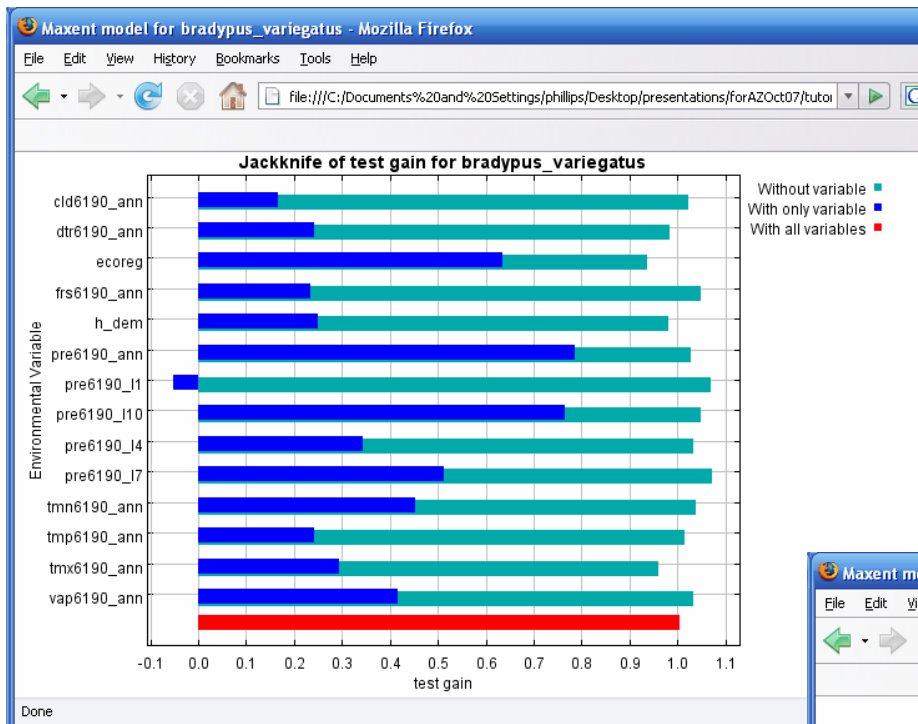 Maxent model for bradypus_variegatus - Mozilla Firefox
File Edit View History Bookmarks Tools Help
file:///C:/Documents%20and%20Settings/phillips/Desktop/presentations/forAZOct07/tutor
Jackknife of test gain for bradypus_variegatus
Without variable
With only variable
With all variables
Environmental Variable
cld6190_ann
dtr6190_ann
ecoreg
frs6190_ann
h_dem
pre6190_ann
pre6190_l1
pre6190_l10
pre6190_l4
pre6190_l7
tmn6190_ann
tmp6190_ann
tmx6190_ann
vap6190_ann
-0.1 0.0 0.1 0.2 0.3 0.4 0.5 0.6 0.7 0.8 0.9 1.0 1.1
test gain
Done
Maxent mo
File Edit